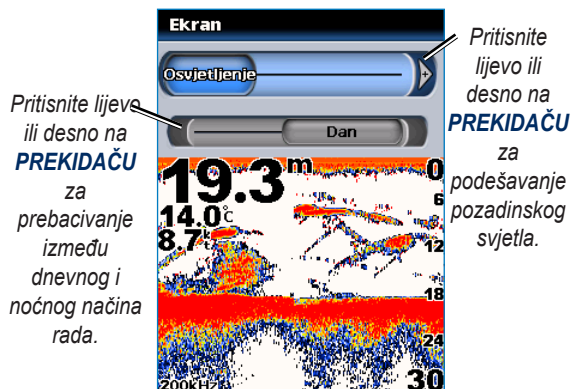 Ekran
Osvjetljenje
+
Dan
Pritisnite lijevo
ili desno na
PREKIDAČU
za
prebacivanje
između
dnevnog i
noćnog načina
rada.
Pritisnite
lijevo ili
desno na
PREKIDAČU
za
podešavanje
pozadinskog
svjetla.
19.3m
14.0°c
8.7
0
6
12
18
24
30
200kHz